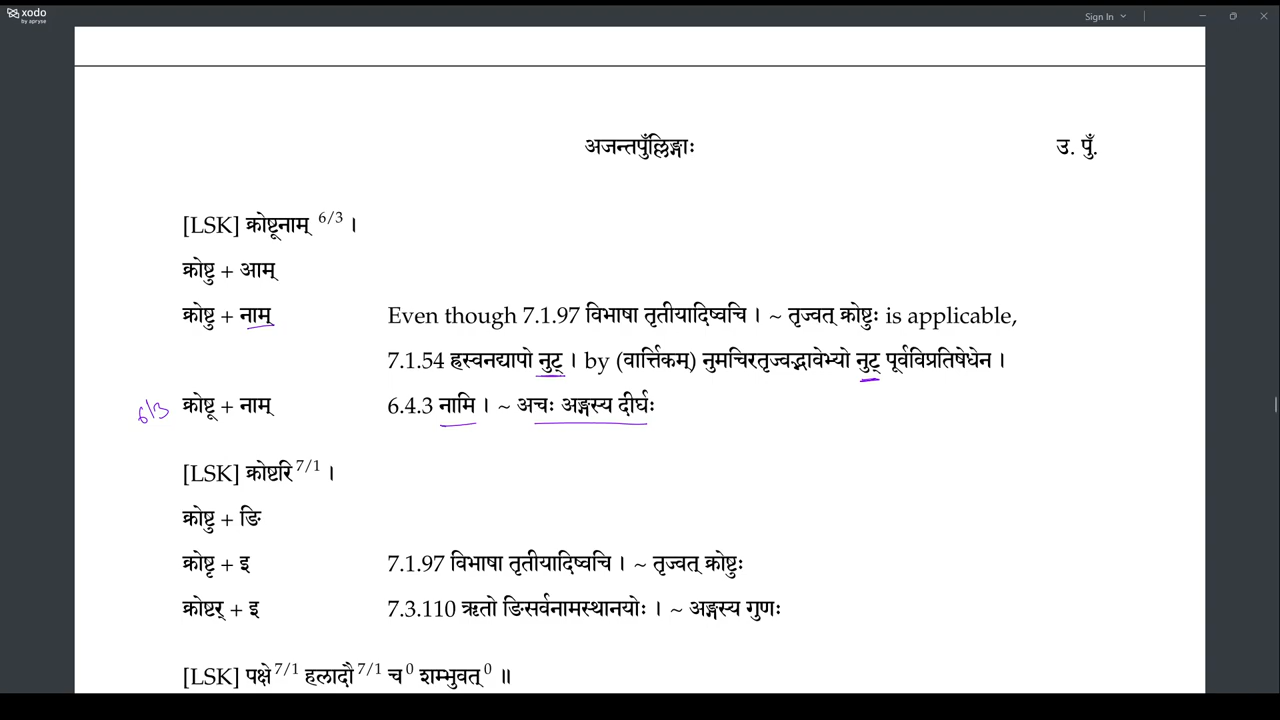 xodo
by apryse
Sign In
अजन्तपुँल्लिङ्गाः उ. पुँ.
[LSK] क्रोष्टूनाम् 6/3 ।
क्रोष्टु + आम्
क्रोष्टु + नाम् Even though 7.1.97 विभाषा तृतीयादिष्वचि । ~ तृज्वत् क्रोष्टुः is applicable,
7.1.54 ह्रस्वनद्यापो नुट् । by (वार्त्तिकम्) नुमचिरतृज्वद्भावेभ्यो नुट् पूर्वविप्रतिषेधेन ।
6/3 क्रोष्टू + नाम् 6.4.3 नामि । ~ अचः अङ्गस्य दीर्घः
[LSK] क्रोष्टरि 7/1 ।
क्रोष्टु + ङि
क्रोष्टृ + इ 7.1.97 विभाषा तृतीयादिष्वचि । ~ तृज्वत् क्रोष्टुः
क्रोष्टर् + इ 7.3.110 ऋतो ङिसर्वनामस्थानयोः । ~ अङ्गस्य गुणः
[LSK] पक्षे 7/1 हलादौ 7/1 च 0 शम्भुवत् 0 ॥